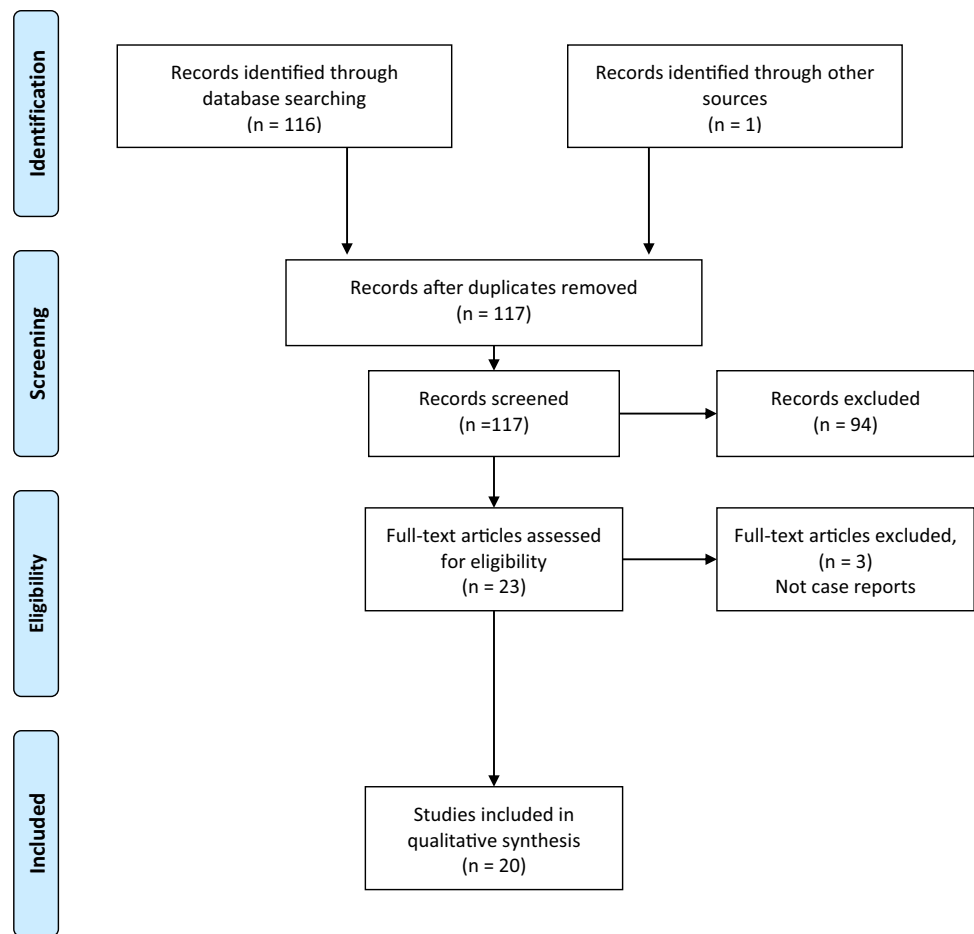 Identification
Records identified through
database searching
(n = 116)
Records identified through other
sources
(n = 1)
Screening
Records after duplicates removed
(n = 117)
Records screened
(n =117)
Records excluded
(n = 94)
Eligibility
Full-text articles assessed
for eligibility
(n = 23)
Full-text articles excluded,
(n = 3)
Not case reports
Included
Studies included in
qualitative synthesis
(n = 20)